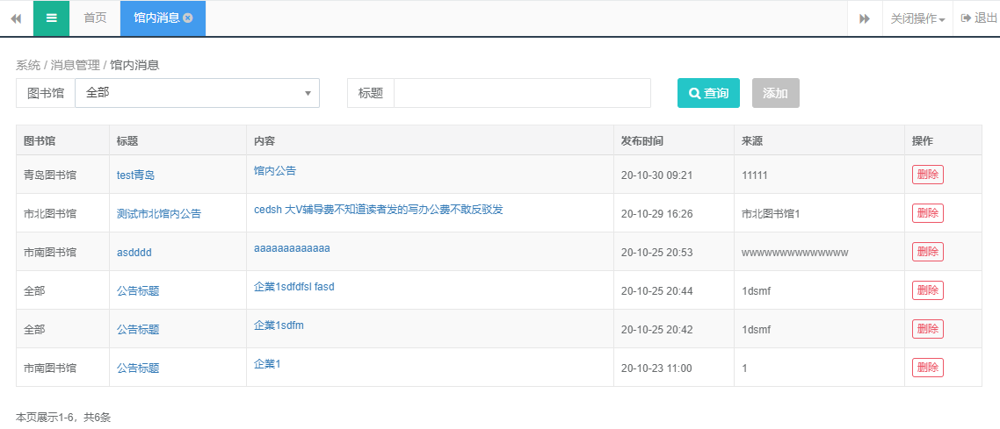 首页 馆内消息 关闭操作 退出
系统 / 消息管理 / 馆内消息
图书馆 全部 标题 查询 添加
图书馆 标题 内容 发布时间 来源 操作
青岛图书馆 test青岛 馆内公告 20-10-30 09:21 11111 删除
市北图书馆 测试市北馆内公告 cedsh 大V辅导费不知道读者发的写办公费不敢反驳发 20-10-29 16:26 市北图书馆1 删除
市南图书馆 asdddd aaaaaaaaaaaaa 20-10-25 20:53 wwwwwwwwwwwwww 删除
全部 公告标题 企業1sdfdfsl fasd 20-10-25 20:44 1dsmf 删除
全部 公告标题 企業1sdfm 20-10-25 20:42 1dsmf 删除
市南图书馆 公告标题 企業1 20-10-23 11:00 1 删除
本页展示1-6，共6条